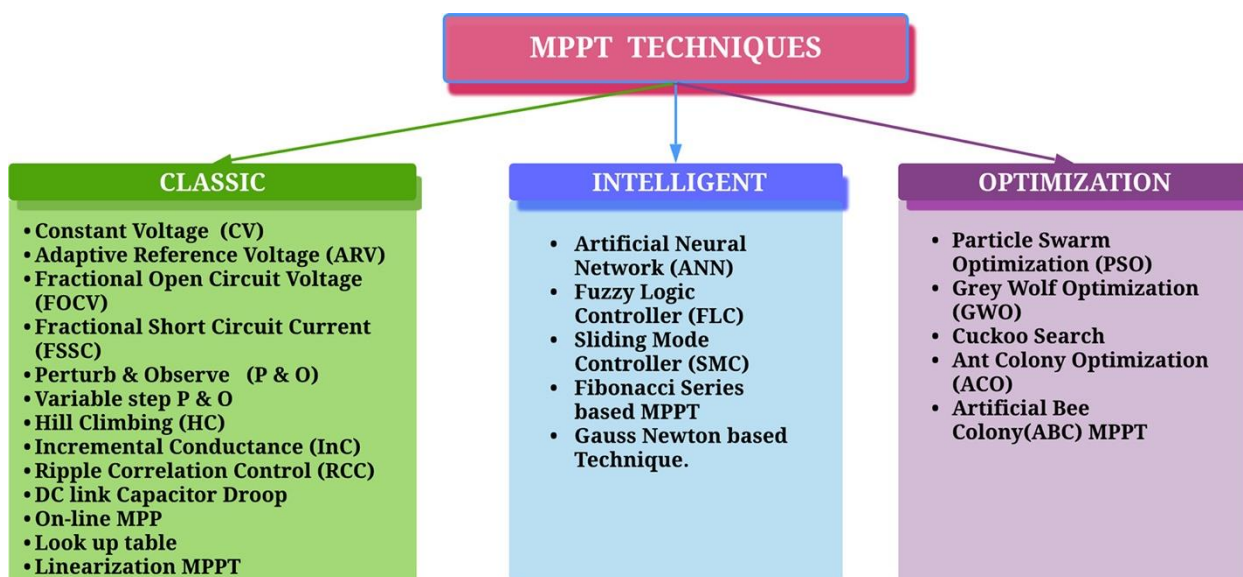 MPPT TECHNIQUES
CLASSIC
• Constant Voltage (CV)
• Adaptive Reference Voltage (ARV)
• Fractional Open Circuit Voltage
(FOCV)
• Fractional Short Circuit Current
(FSSC)
• Perturb & Observe (P & O)
• Variable step P & O
• Hill Climbing (HC)
• Incremental Conductance (InC)
• Ripple Correlation Control (RCC)
• DC link Capacitor Droop
• On-line MPP
• Look up table
• Linearization MPPT
INTELLIGENT
• Artificial Neural
Network (ANN)
• Fuzzy Logic
Controller (FLC)
• Sliding Mode
Controller (SMC)
• Fibonacci Series
based MPPT
• Gauss Newton based
Technique.
OPTIMIZATION
• Particle Swarm
Optimization (PSO)
• Grey Wolf Optimization
(GWO)
• Cuckoo Search
• Ant Colony Optimization
(ACO)
• Artificial Bee
Colony(ABC) MPPT